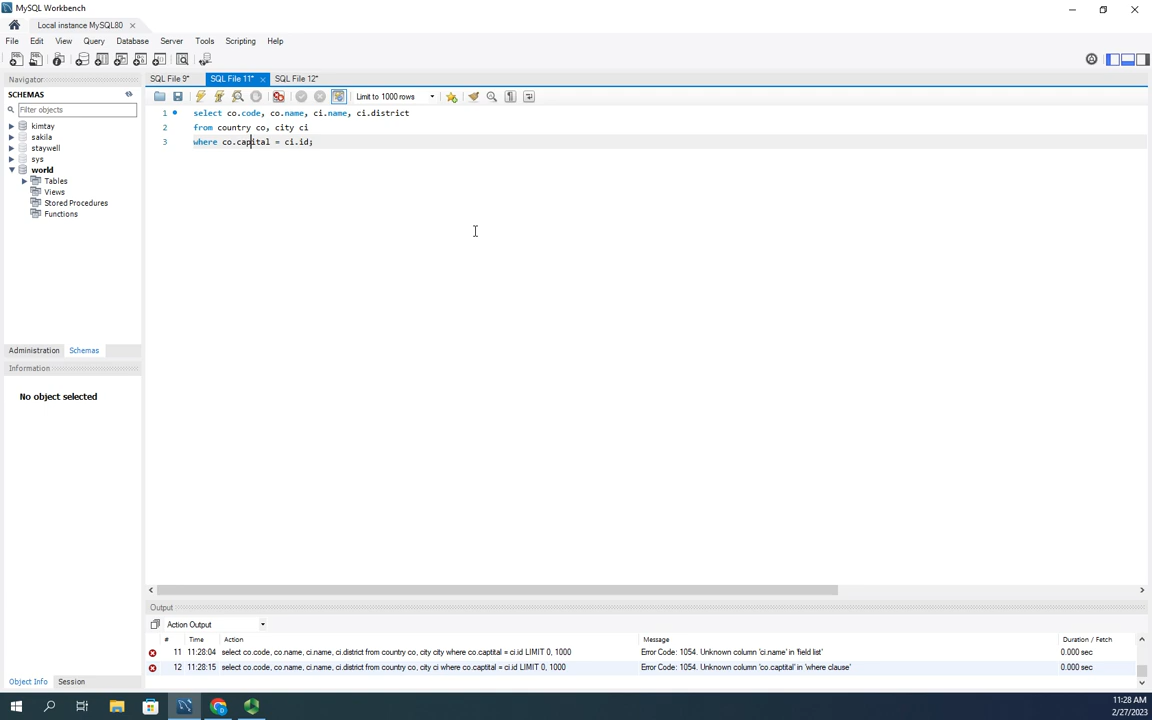 MySQL Workbench
Local instance MySQL80
File Edit View Query Database Server Tools Scripting Help
Navigator
SQL File 9* SQL File 11* SQL File 12*
SCHEMAS
Limit to 1000 rows
Filter objects
kimtay
sakila
staywell
sys
world
Tables
Views
Stored Procedures
Functions
1 select co.code, co.name, ci.name, ci.district
2 from country co, city ci
3 where co.capital = ci.id;
Administration Schemas
Information
No object selected
Output
Action Output
# Time Action Message Duration / Fetch
11 11:28:04 select co.code, co.name, ci.name, ci.district from country co, city city where co.captital = ci.id LIMIT 0, 1000 Error Code: 1054. Unknown column 'ci.name' in 'field list' 0.000 sec
12 11:28:15 select co.code, co.name, ci.name, ci.district from country co, city ci where co.captital = ci.id LIMIT 0, 1000 Error Code: 1054. Unknown column 'co.captital' in 'where clause' 0.000 sec
Object Info Session
11:28 AM
2/27/2023